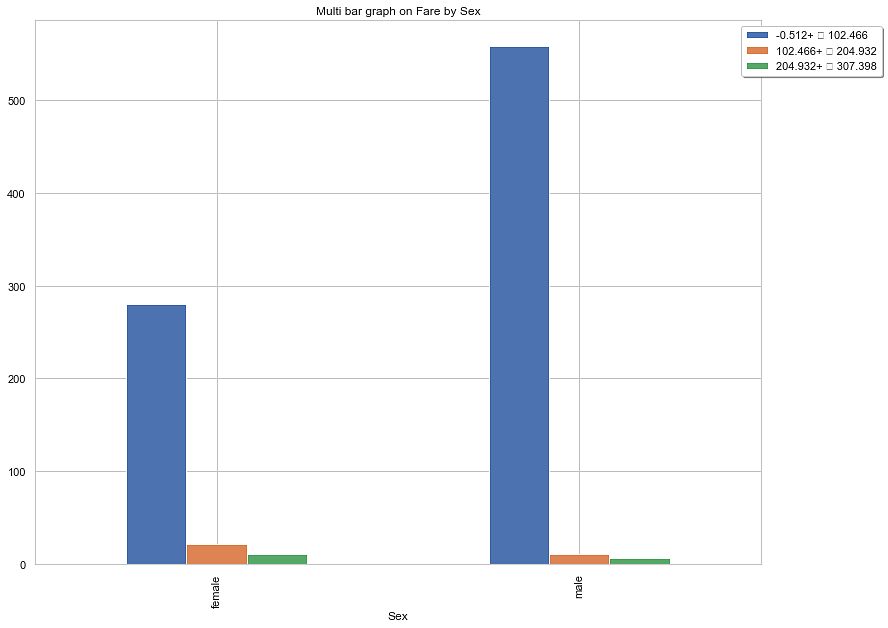 Multi bar graph on Fare by Sex
-0.512+ 􏿮 102.466
102.466+ 􏿮 204.932
204.932+ 􏿮 307.398
500
400
300
200
100
0
female
male
Sex